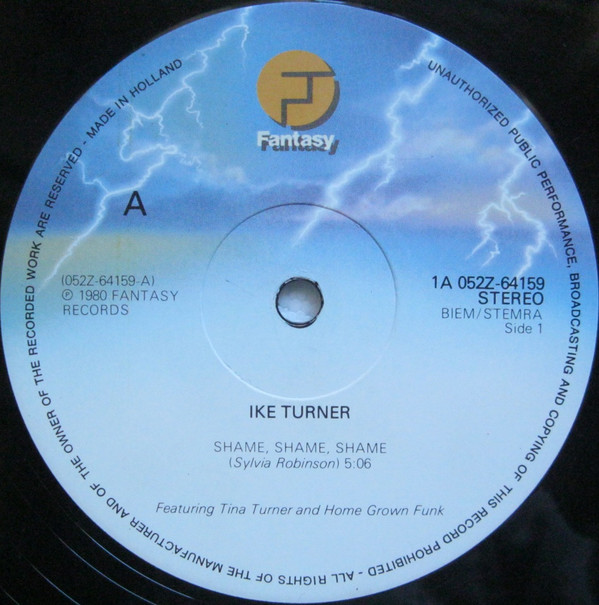 Fantasy
A
(052Z-64159-A)
℗ 1980 FANTASY
RECORDS
1A 052Z-64159
STEREO
BIEM/STEMRA
Side 1
IKE TURNER
SHAME, SHAME, SHAME
(Sylvia Robinson) 5:06
Featuring Tina Turner and Home Grown Funk
UNAUTHORIZED PUBLIC PERFORMANCE, BROADCASTING AND COPYING OF THIS RECORD PROHIBITED - ALL RIGHTS OF THE MANUFACTURER AND OF THE OWNER OF THE RECORDED WORK ARE RESERVED - MADE IN HOLLAND